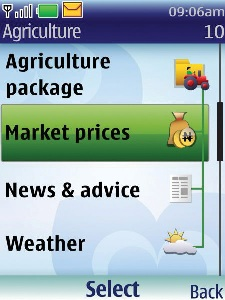 09:06am
Agriculture 10
Agriculture
package
Market prices
₦
News & advice
Weather
Select Back